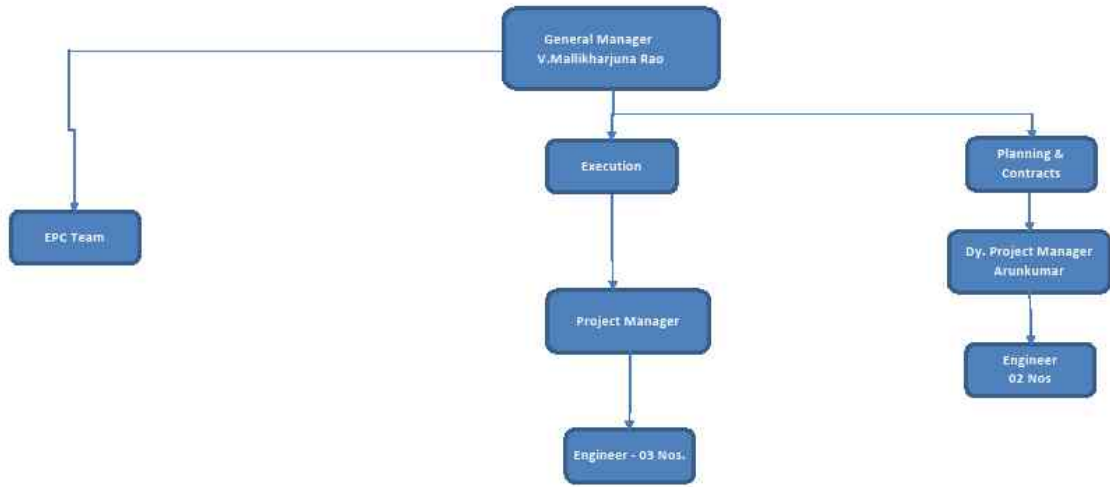 General Manager
V.Mallikharjuna Rao
Execution
Planning &
Contracts
EPC Team
Dy. Project Manager
Arunkumar
Project Manager
Engineer
02 Nos
Engineer - 03 Nos.